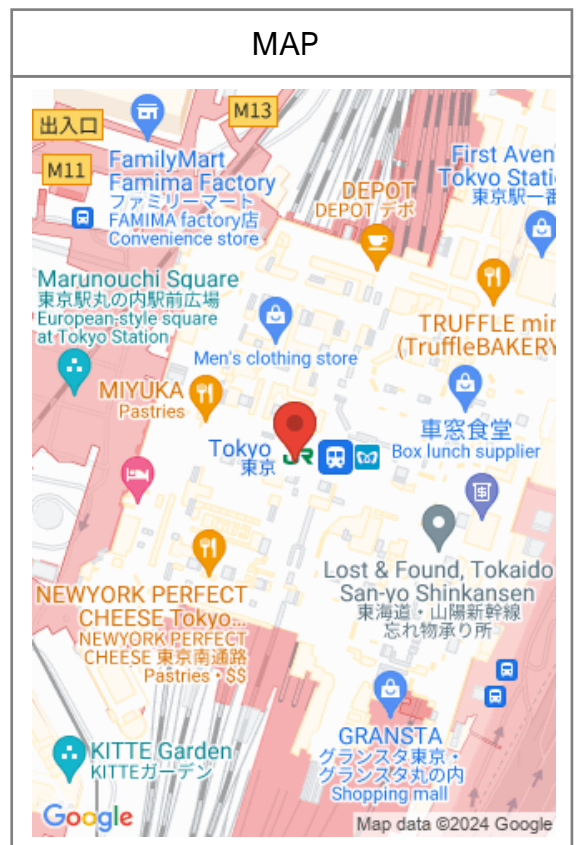 MAP
出入口
M13
M11
FamilyMart
Famima Factory
ファミリーマート
FAMIMA factory店
Convenience store
First Aven
Tokyo Stati
東京駅一番
DEPOT
DEPOT デポ
Marunouchi Square
東京駅丸の内駅前広場
European-style square
at Tokyo Station
Men's clothing store
TRUFFLE min
(TruffleBAKERY
MIYUKA
Pastries
車窓食堂
Box lunch supplier
Tokyo
東京
JR
Lost & Found, Tokaido
San-yo Shinkansen
東海道・山陽新幹線
忘れ物承り所
NEWYORK PERFECT
CHEESE Tokyo...
NEWYORK PERFECT
CHEESE 東京南通路
Pastries・$$
GRANSTA
グランスタ東京・
グランスタ丸の内
Shopping mall
KITTE Garden
KITTEガーデン
Google
Map data ©2024 Google